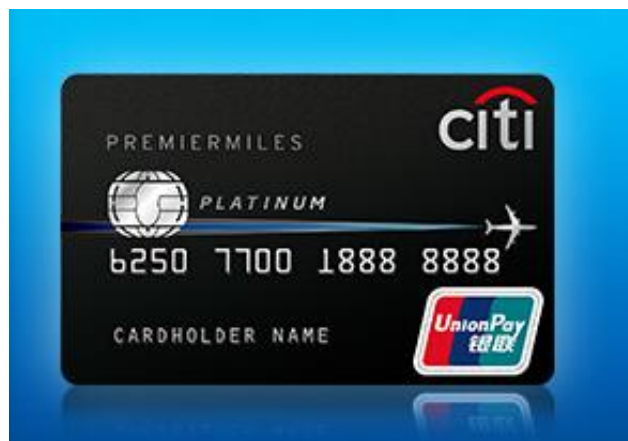 citi
PREMIERMILES
PLATINUM
6250 7700 1888 8888
CARDHOLDER NAME
UnionPay
银联